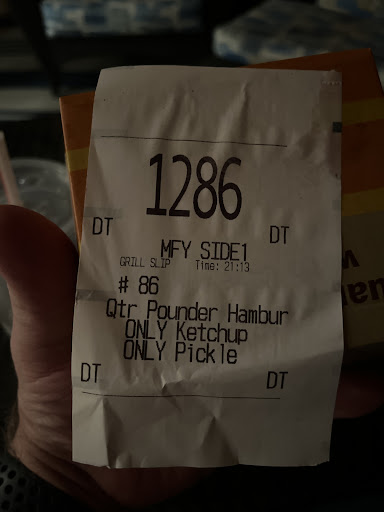 1286
DT DT
MFY SIDE1
GRILL SLIP Time: 21:13
# 86
Qtr Pounder Hambur
ONLY Ketchup
ONLY Pickle
DT DT